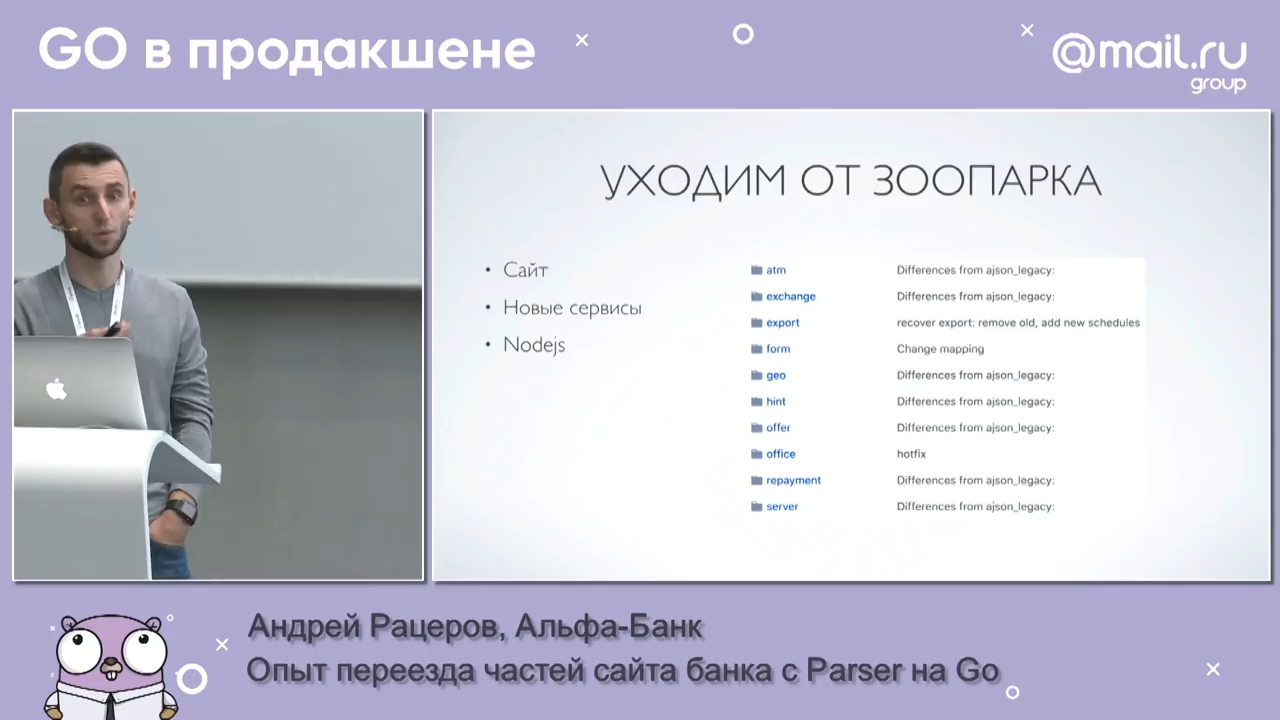 GO в продакшене
@mail.ru
group
УХОДИМ ОТ ЗООПАРКА
• Сайт
• Новые сервисы
• Nodejs
atm Differences from ajson_legacy:
exchange Differences from ajson_legacy:
export recover export: remove old, add new schedules
form Change mapping
geo Differences from ajson_legacy:
hint Differences from ajson_legacy:
offer Differences from ajson_legacy:
office hotfix
repayment Differences from ajson_legacy:
server Differences from ajson_legacy:
Андрей Рацеров, Альфа-Банк
Опыт переезда частей сайта банка с Parser на Go